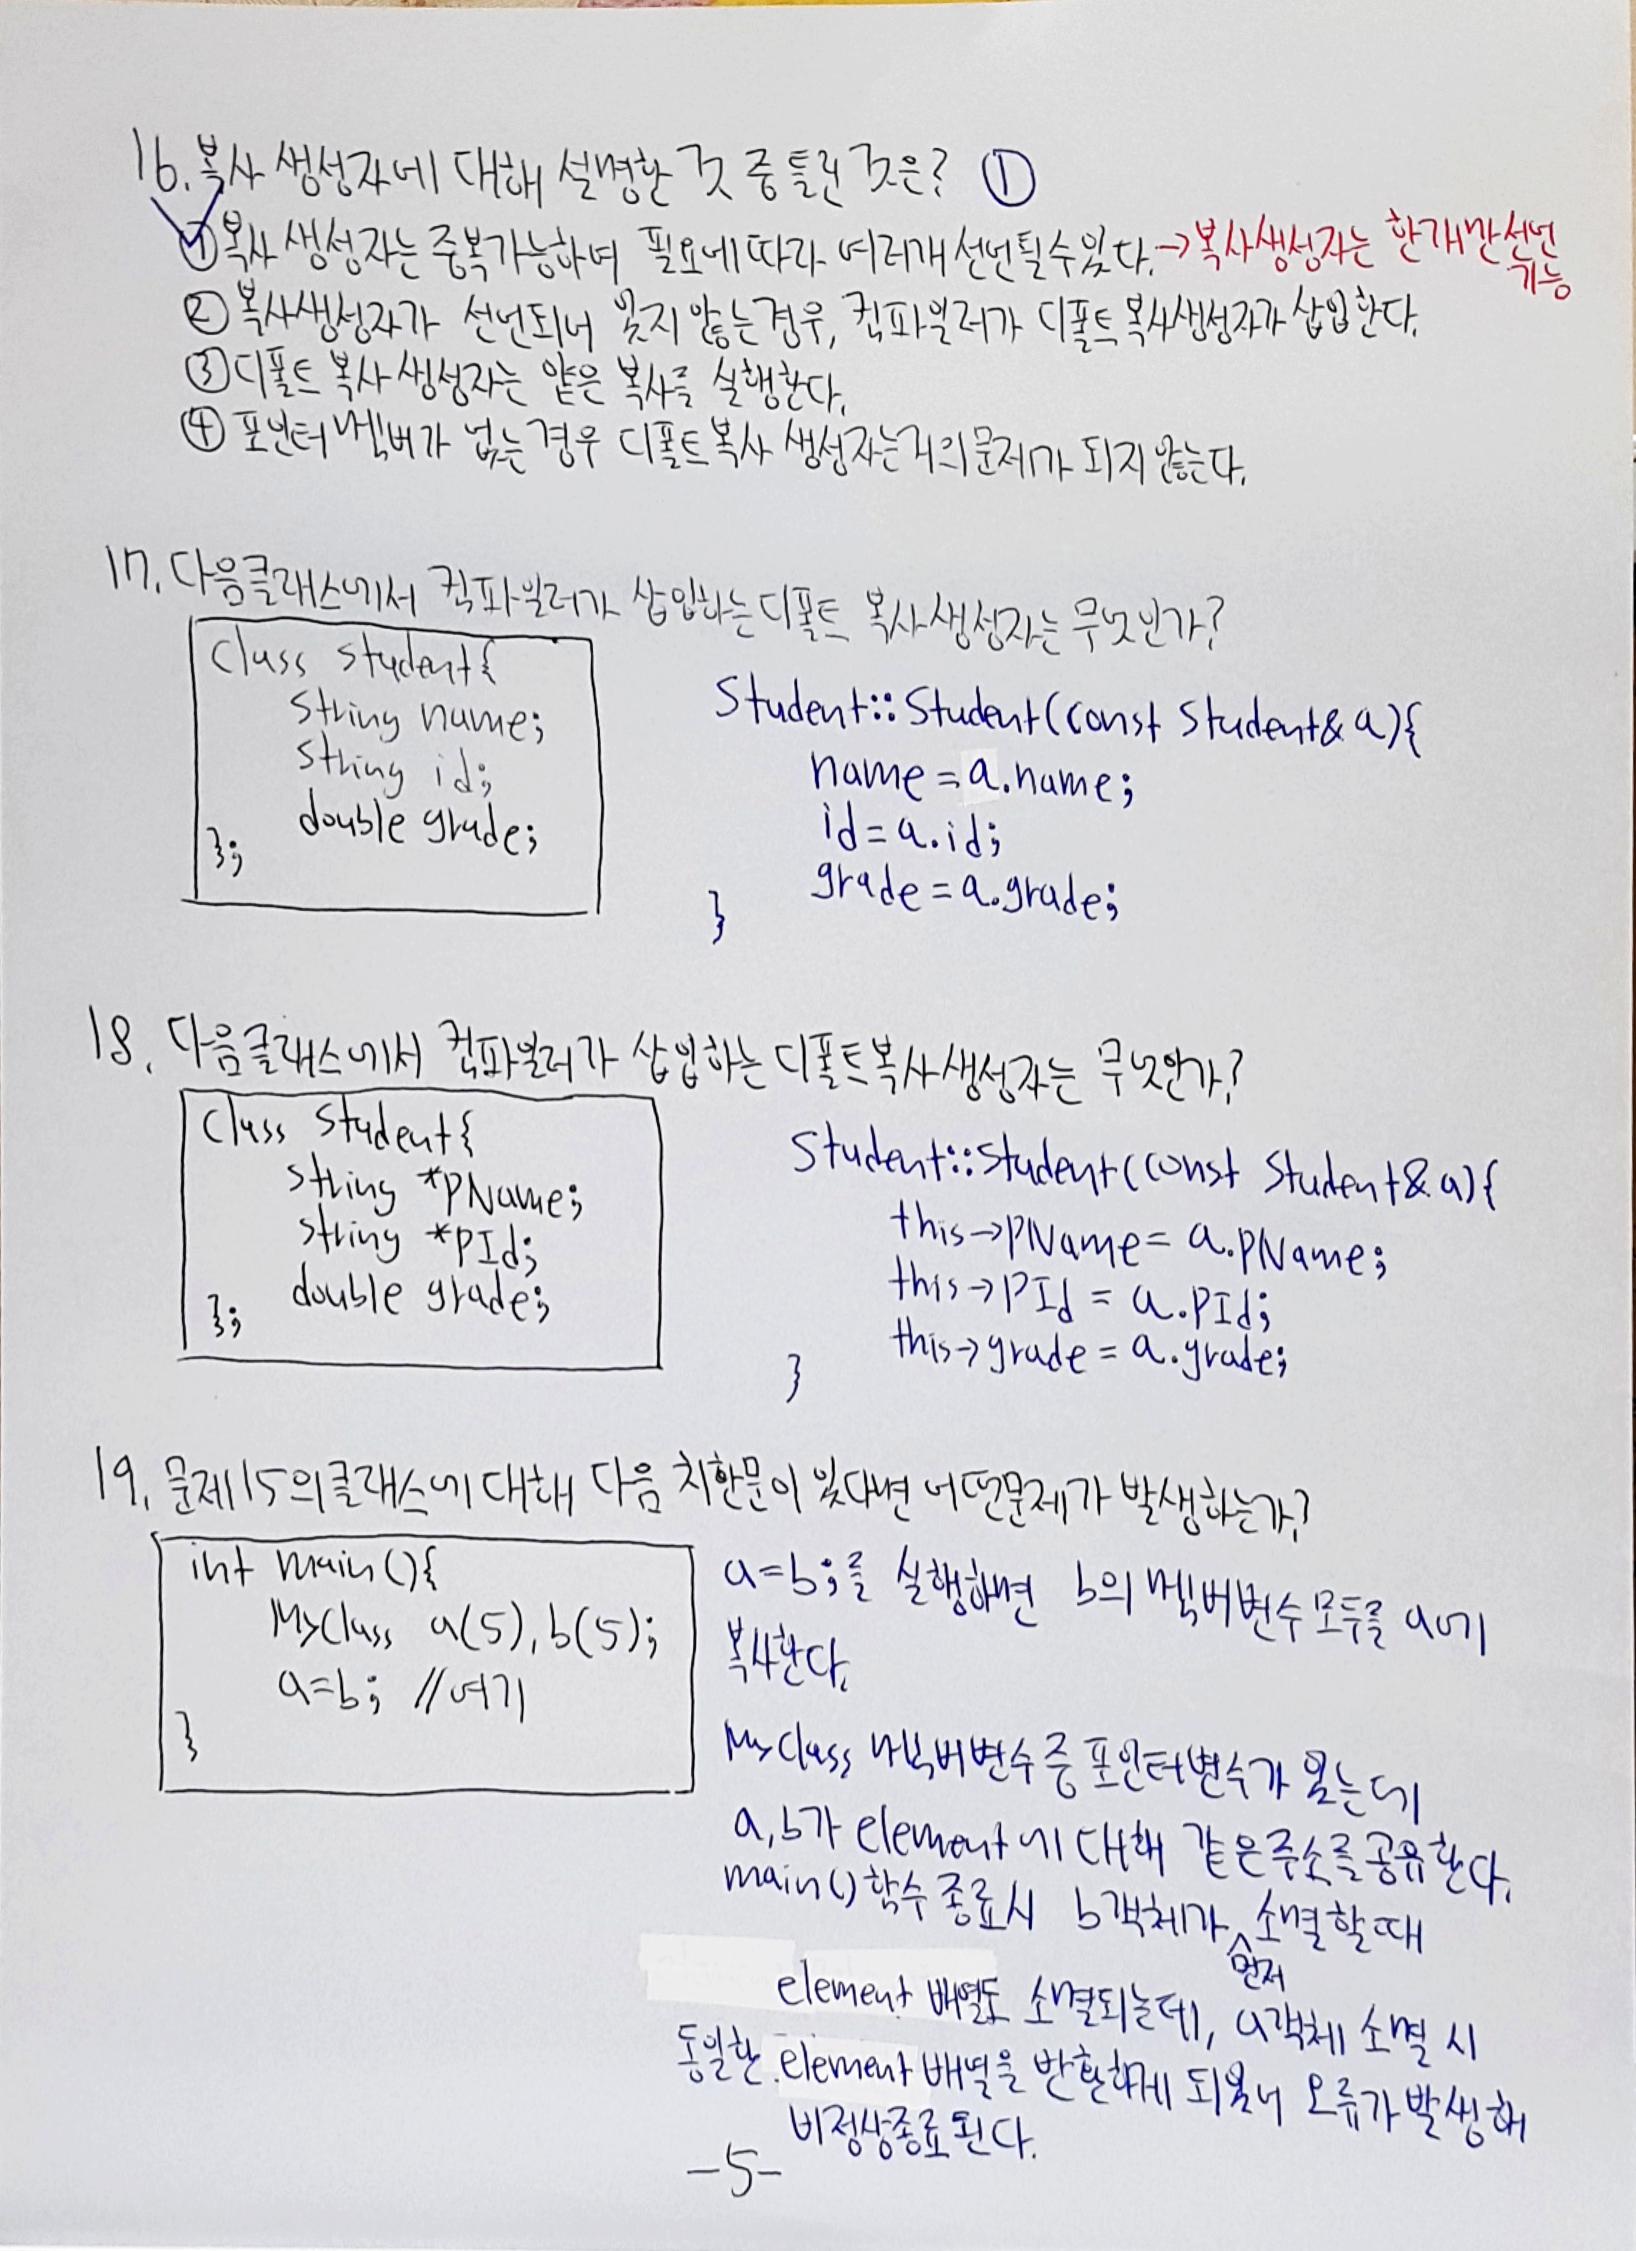 16. 복사 생성자에 대해 설명한 것 중 틀린 것은? ①
① 복사 생성자는 중복가능하며 필요에 따라 여러개 선언될 수 있다. → 복사생성자는 한개만 선언 가능
② 복사생성자가 선언되어 있지 않는 경우, 컴파일러가 디폴트 복사생성자가 삽입한다.
③ 디폴트 복사 생성자는 얕은 복사를 실행한다.
④ 포인터 멤버가 없는 경우 디폴트 복사 생성자는 거의 문제가 되지 않는다.
17. 다음 클래스에서 컴파일러가 삽입하는 디폴트 복사 생성자는 무엇인가?
class Student{
string name;
string id;
double grade;
};
Student::Student(const Student& a){
name = a.name;
id = a.id;
grade = a.grade;
}
18. 다음 클래스에서 컴파일러가 삽입하는 디폴트 복사 생성자는 무엇인가?
class Student{
string *pName;
string *pId;
double grade;
};
Student::Student(const Student& a){
this->pName = a.pName;
this->pId = a.pId;
this->grade = a.grade;
}
19. 문제15의 클래스에 대해 다음 치환문이 있다면 어떤 문제가 발생하는가?
int main(){
MyClass a(5), b(5);
a=b; //여기
}
a=b;를 실행하면 b의 멤버변수 모두를 a에
복사한다.
MyClass 멤버변수 중 포인터변수가 있는데
a, b가 element에 대해 같은 주소를 공유한다.
main() 함수 종료시 b객체가 먼저 소멸할 때
element 배열도 소멸되는데, a객체 소멸 시
동일한 element 배열을 반환하게 되있어 오류가 발생해
비정상종료된다.
-5-